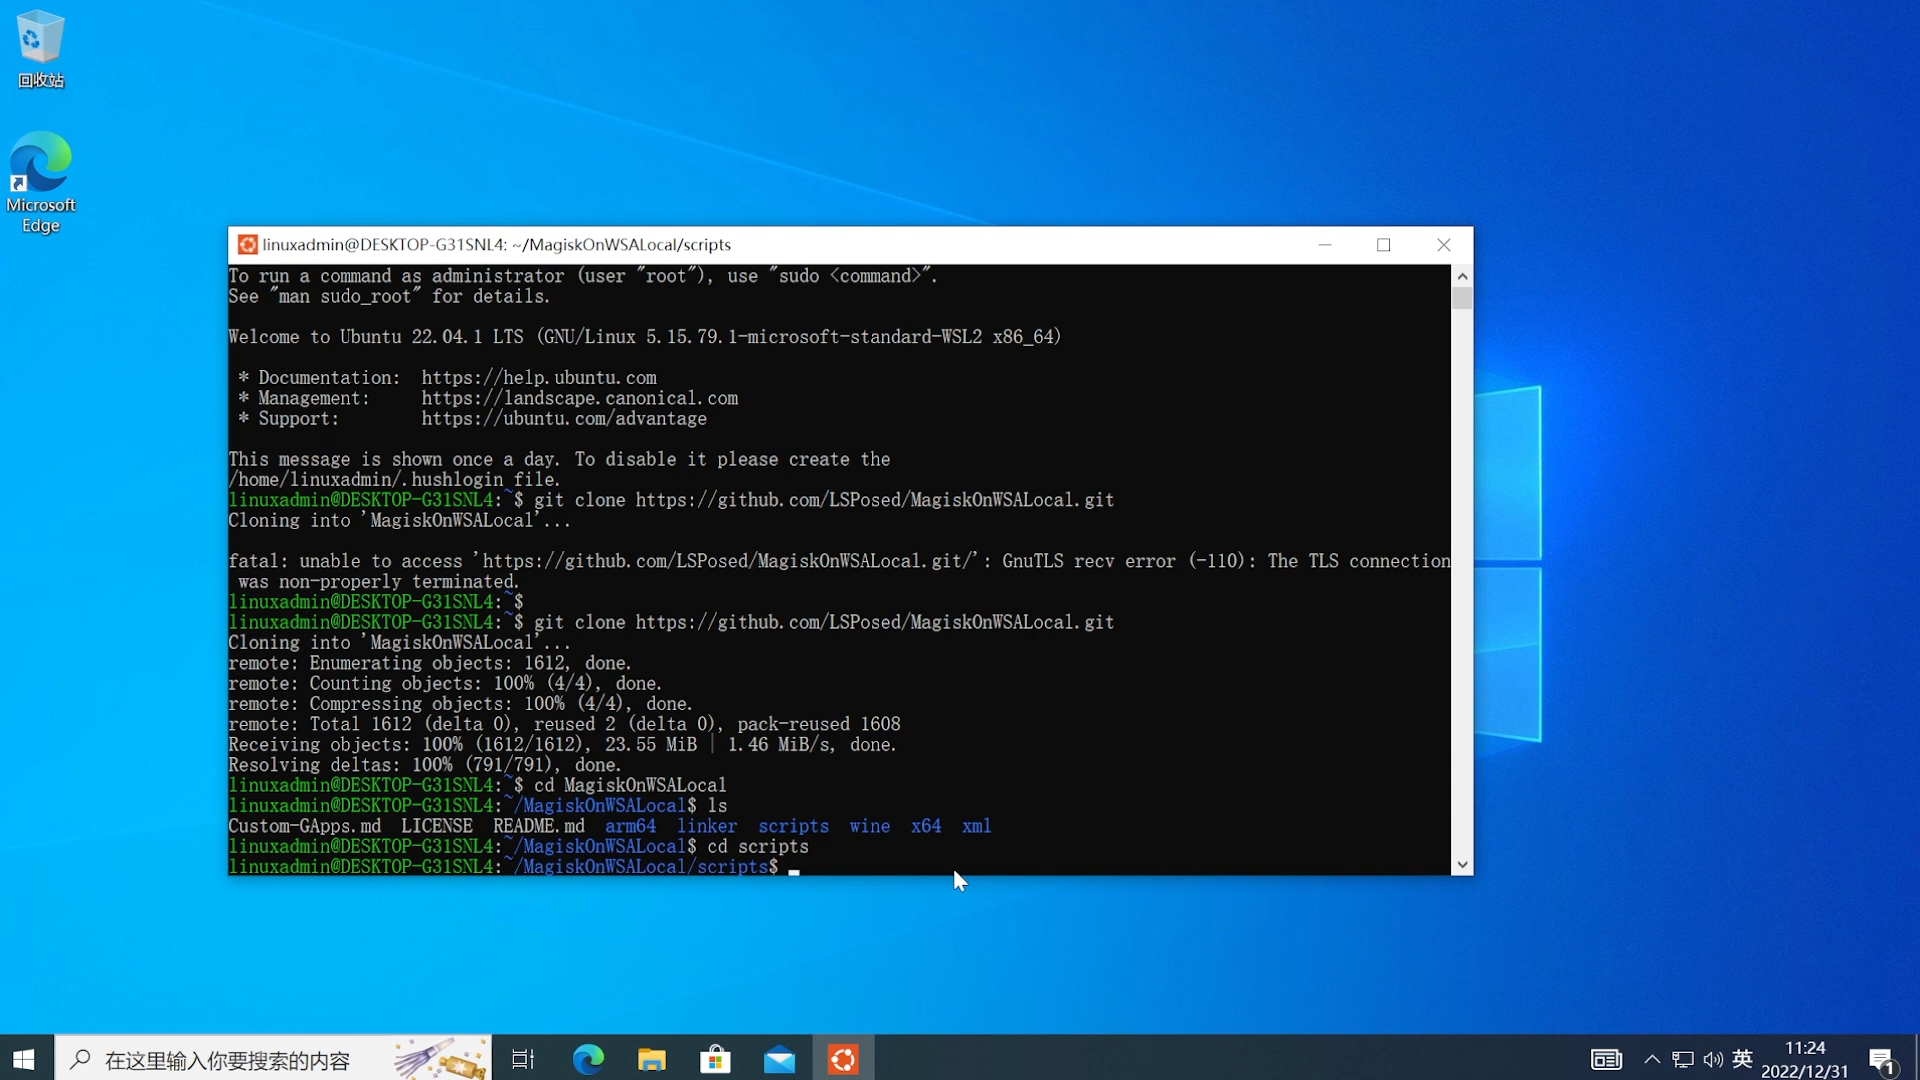 回收站
Microsoft
Edge
linuxadmin@DESKTOP-G31SNL4: ~/MagiskOnWSALocal/scripts
To run a command as administrator (user "root"), use "sudo <command>".
See "man sudo_root" for details.
Welcome to Ubuntu 22.04.1 LTS (GNU/Linux 5.15.79.1-microsoft-standard-WSL2 x86_64)
* Documentation:  https://help.ubuntu.com
* Management:     https://landscape.canonical.com
* Support:        https://ubuntu.com/advantage
This message is shown once a day. To disable it please create the
/home/linuxadmin/.hushlogin file.
linuxadmin@DESKTOP-G31SNL4:~$ git clone https://github.com/LSPosed/MagiskOnWSALocal.git
Cloning into 'MagiskOnWSALocal'...
fatal: unable to access 'https://github.com/LSPosed/MagiskOnWSALocal.git/': GnuTLS recv error (-110): The TLS connection
was non-properly terminated.
linuxadmin@DESKTOP-G31SNL4:~$
linuxadmin@DESKTOP-G31SNL4:~$ git clone https://github.com/LSPosed/MagiskOnWSALocal.git
Cloning into 'MagiskOnWSALocal'...
remote: Enumerating objects: 1612, done.
remote: Counting objects: 100% (4/4), done.
remote: Compressing objects: 100% (4/4), done.
remote: Total 1612 (delta 0), reused 2 (delta 0), pack-reused 1608
Receiving objects: 100% (1612/1612), 23.55 MiB | 1.46 MiB/s, done.
Resolving deltas: 100% (791/791), done.
linuxadmin@DESKTOP-G31SNL4:~$ cd MagiskOnWSALocal
linuxadmin@DESKTOP-G31SNL4:~/MagiskOnWSALocal$ ls
Custom-GApps.md  LICENSE  README.md  arm64  linker  scripts  wine  x64  xml
linuxadmin@DESKTOP-G31SNL4:~/MagiskOnWSALocal$ cd scripts
linuxadmin@DESKTOP-G31SNL4:~/MagiskOnWSALocal/scripts$
在这里输入你要搜索的内容
英
11:24
2022/12/31
1